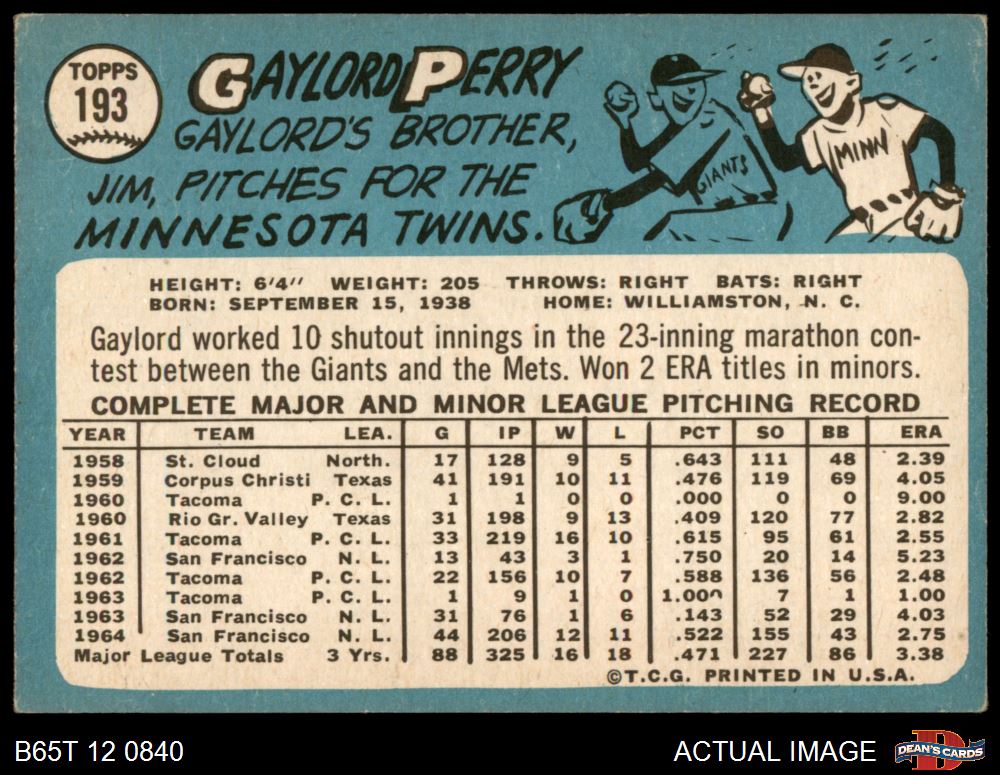 TOPPS
193
GAYLORD PERRY
GAYLORD'S BROTHER,
JIM, PITCHES FOR THE
MINNESOTA TWINS.
GIANTS
MINN
HEIGHT: 6'4" WEIGHT: 205 THROWS: RIGHT BATS: RIGHT
BORN: SEPTEMBER 15, 1938 HOME: WILLIAMSTON, N. C.
Gaylord worked 10 shutout innings in the 23-inning marathon con-
test between the Giants and the Mets. Won 2 ERA titles in minors.
COMPLETE MAJOR AND MINOR LEAGUE PITCHING RECORD
YEAR TEAM LEA. G IP W L PCT SO BB ERA
1958 St. Cloud North. 17 128 9 5 .643 111 48 2.39
1959 Corpus Christi Texas 41 191 10 11 .476 119 69 4.05
1960 Tacoma P. C. L. 1 1 0 0 .000 0 0 9.00
1960 Rio Gr. Valley Texas 31 198 9 13 .409 120 77 2.82
1961 Tacoma P. C. L. 33 219 16 10 .615 95 61 2.55
1962 San Francisco N. L. 13 43 3 1 .750 20 14 5.23
1962 Tacoma P. C. L. 22 156 10 7 .588 136 56 2.48
1963 Tacoma P. C. L. 1 9 1 0 1.000 7 1 1.00
1963 San Francisco N. L. 31 76 1 6 .143 52 29 4.03
1964 San Francisco N. L. 44 206 12 11 .522 155 43 2.75
Major League Totals 3 Yrs. 88 325 16 18 .471 227 86 3.38
©T.C.G. PRINTED IN U.S.A.
B65T 12 0840 ACTUAL IMAGE DEAN'S CARDS